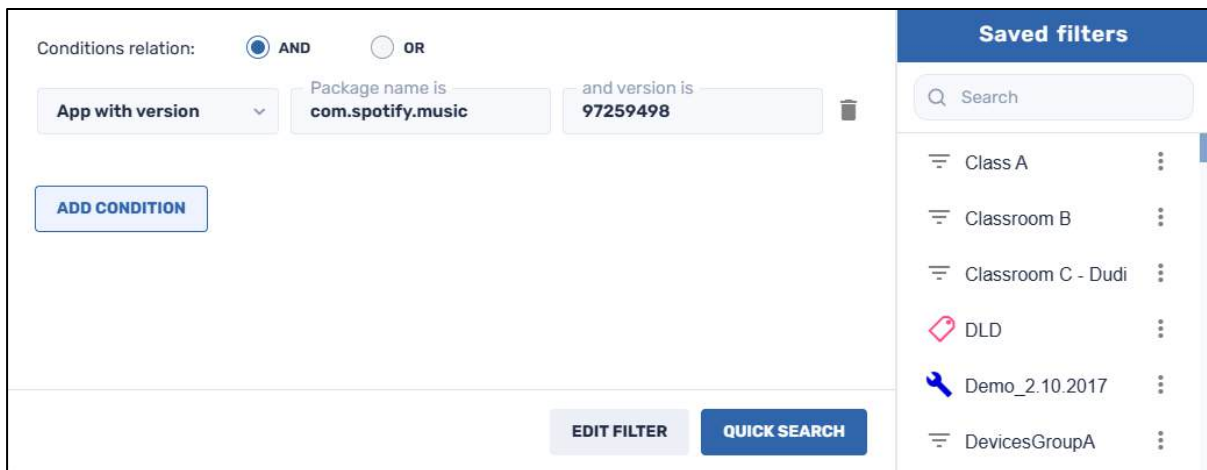 Conditions relation:
AND
OR
App with version
Package name is
com.spotify.music
and version is
97259498
ADD CONDITION
EDIT FILTER
QUICK SEARCH
Saved filters
Search
Class A
Classroom B
Classroom C - Dudi
DLD
Demo_2.10.2017
DevicesGroupA